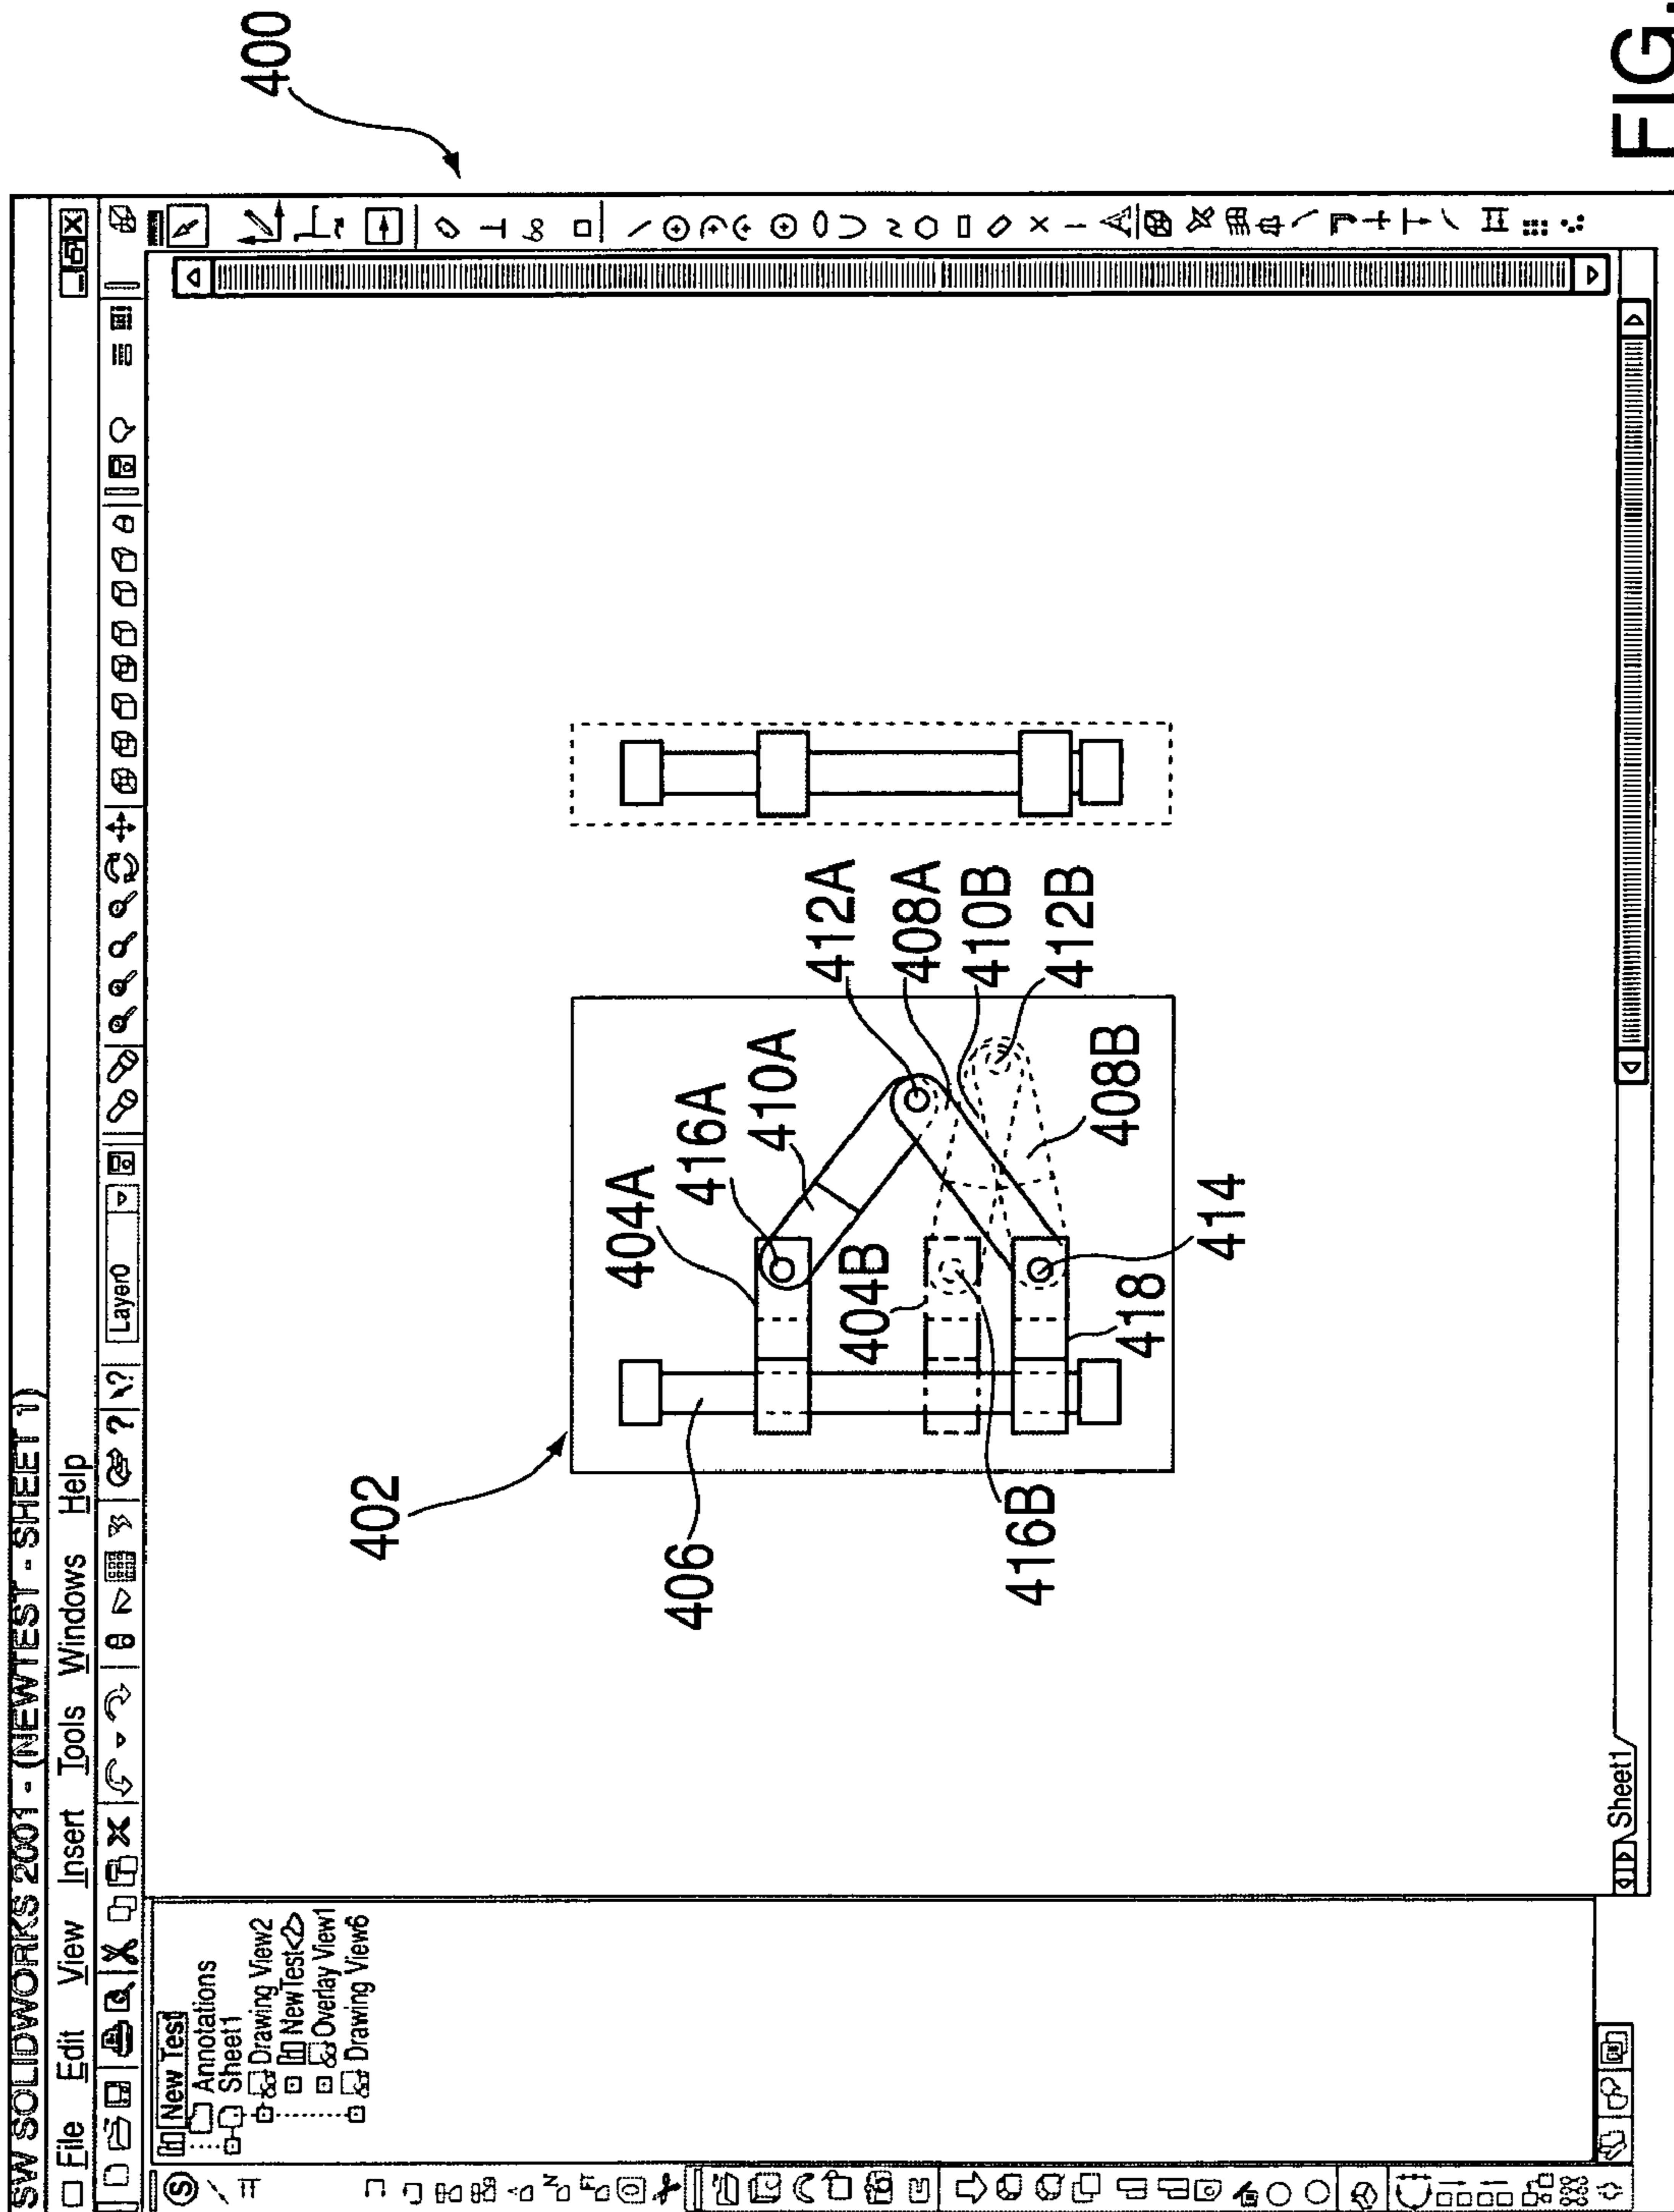 SW SOLIDWORKS 2001 - (NEWTEST - SHEET 1)
File Edit View Insert Tools Windows Help
Layer0
New Test
Annotations
Sheet1
Drawing View2
NewTest<2>
Overlay View1
Drawing View6
400
402
404A
416A
410A
412A
408A
410B
412B
406
404B
408B
416B
418
414
Sheet1
FIG.